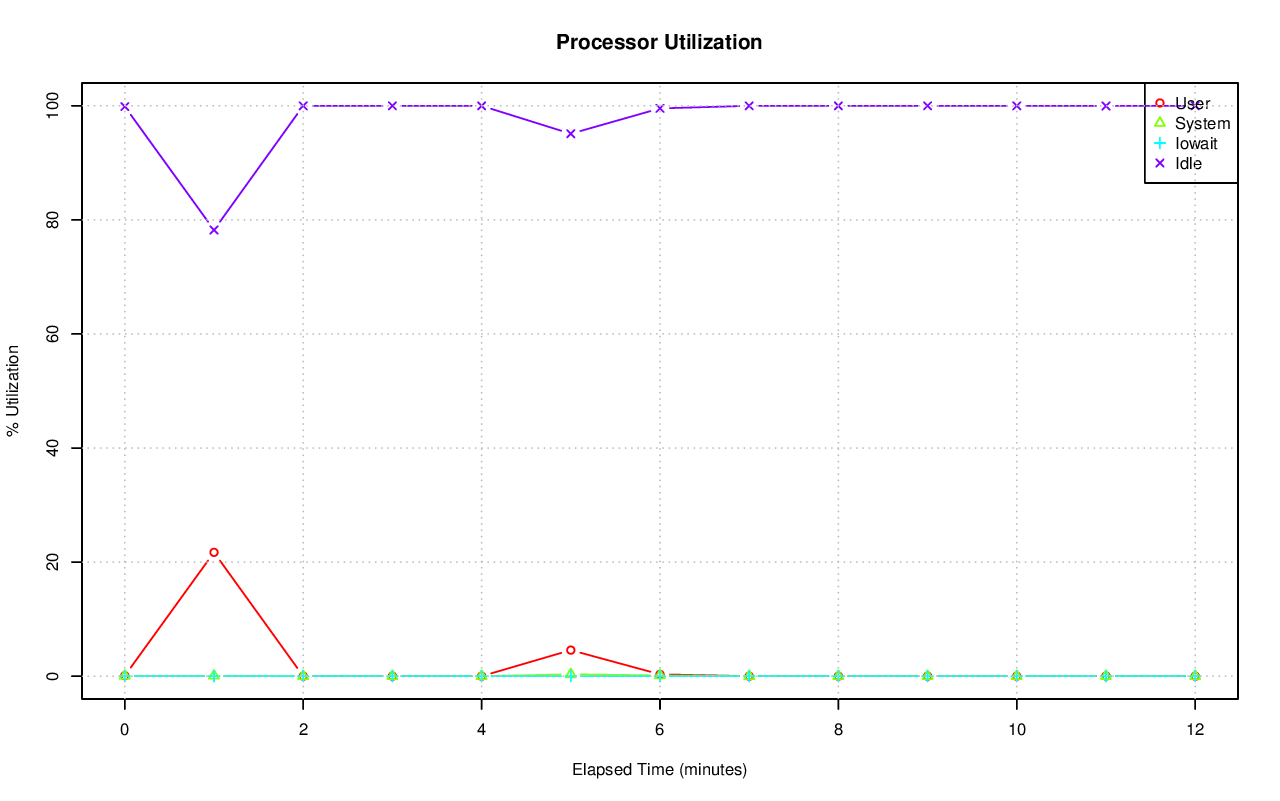 Processor Utilization
100
80
60
40
20
0
% Utilization
User
System
Iowait
Idle
0 2 4 6 8 10 12
Elapsed Time (minutes)